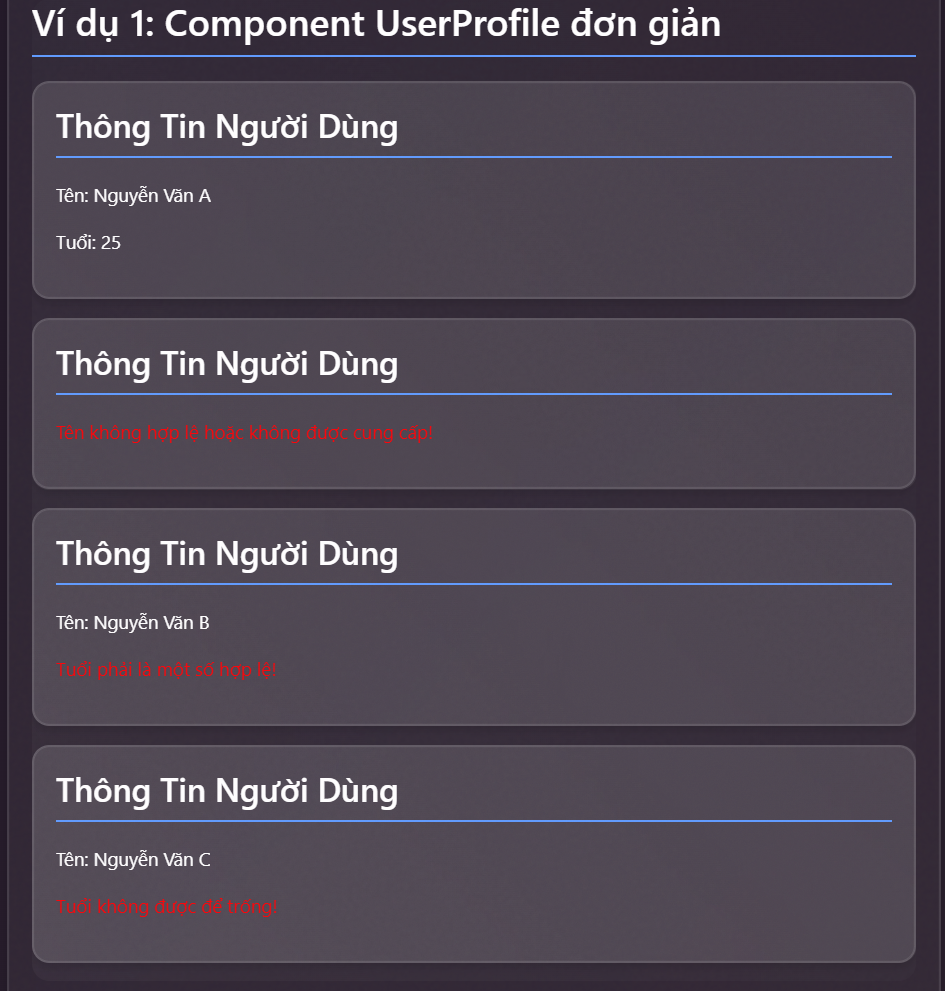 Ví dụ 1: Component UserProfile đơn giản
Thông Tin Người Dùng
Tên: Nguyễn Văn A
Tuổi: 25
Thông Tin Người Dùng
Tên không hợp lệ hoặc không được cung cấp!
Thông Tin Người Dùng
Tên: Nguyễn Văn B
Tuổi phải là một số hợp lệ!
Thông Tin Người Dùng
Tên: Nguyễn Văn C
Tuổi không được để trống!